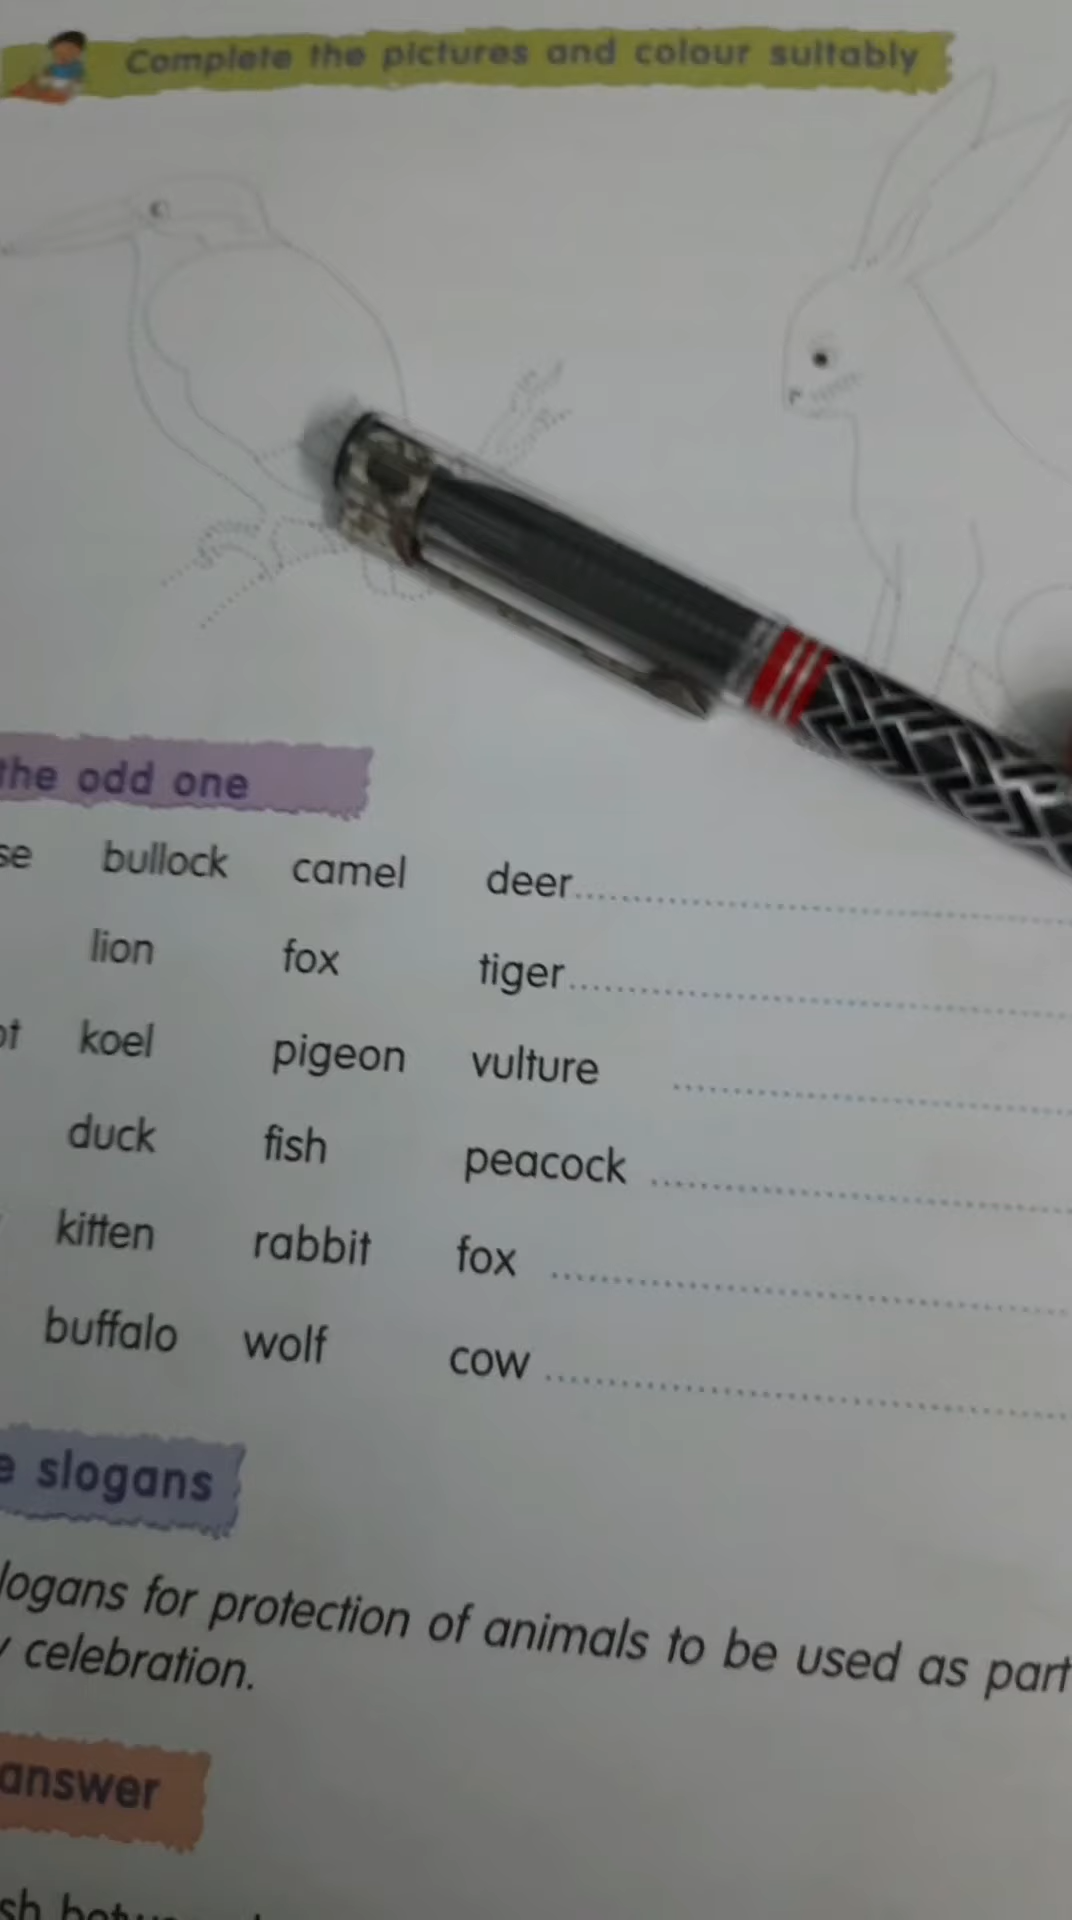 Complete the pictures and colour suitably
the odd one
bullock camel deer
lion fox tiger
koel pigeon vulture
duck fish peacock
kitten rabbit fox
buffalo wolf cow
slogans
for protection of animals to be used as part
celebration.
answer